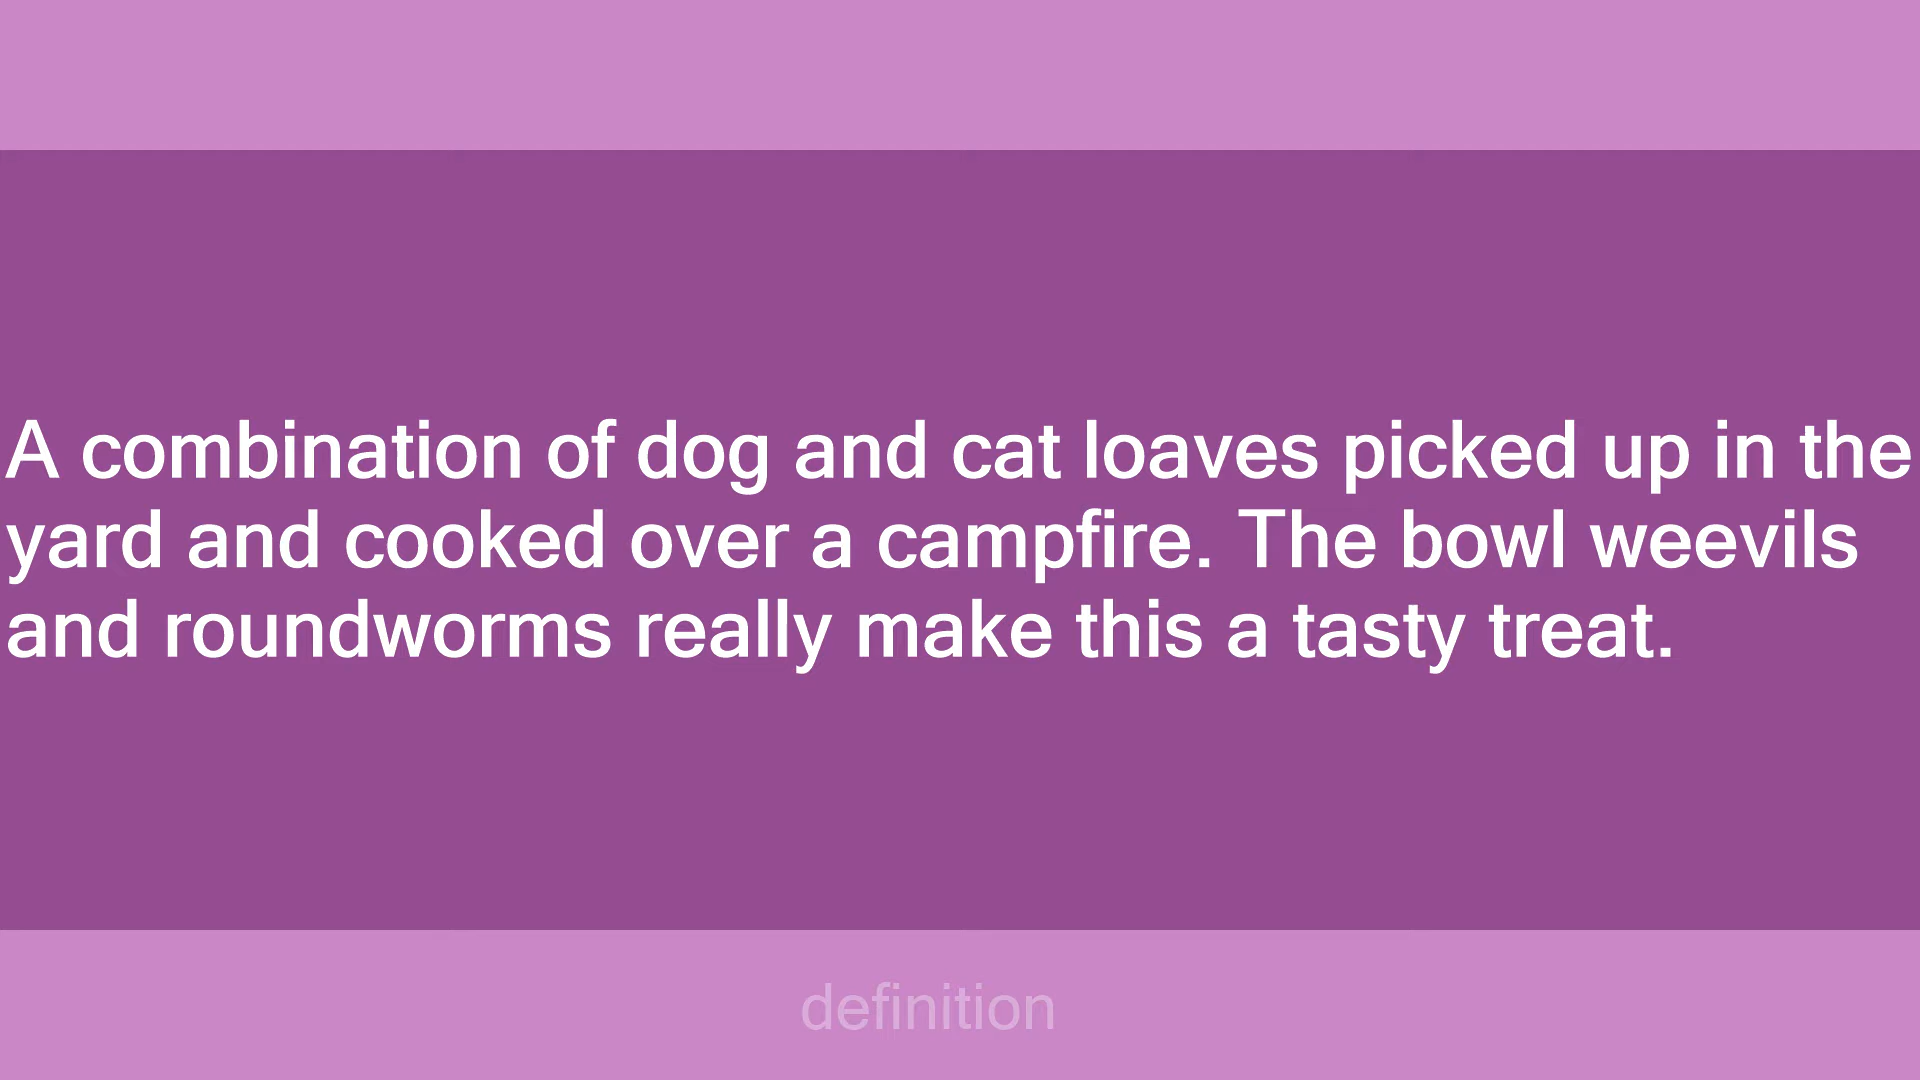 A combination of dog and cat loaves picked up in the
yard and cooked over a campfire. The bowl weevils
and roundworms really make this a tasty treat.
definition